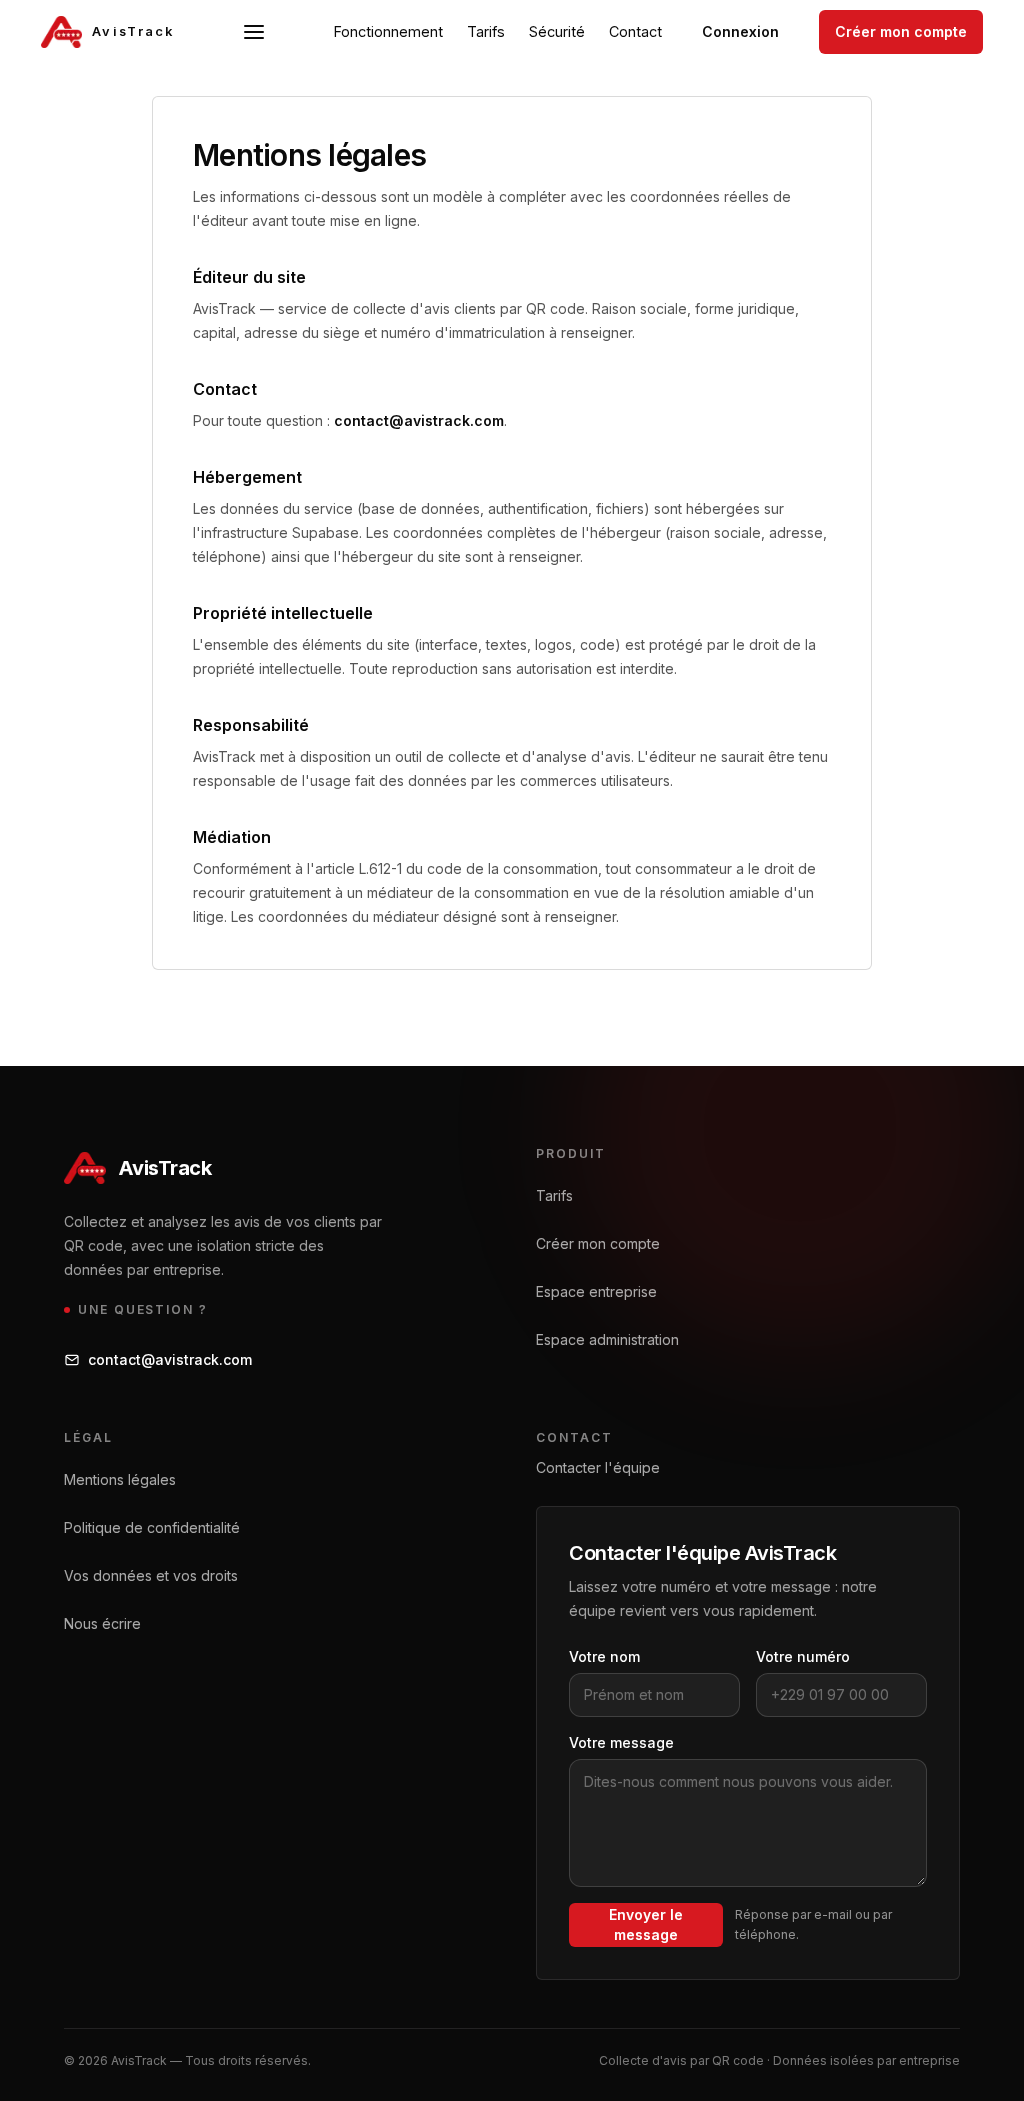 AvisTrack
Fonctionnement
Tarifs
Sécurité
Contact
Connexion
Créer mon compte
Mentions légales
Les informations ci-dessous sont un modèle à compléter avec les coordonnées réelles de
l'éditeur avant toute mise en ligne.
Éditeur du site
AvisTrack — service de collecte d'avis clients par QR code. Raison sociale, forme juridique,
capital, adresse du siège et numéro d'immatriculation à renseigner.
Contact
Pour toute question : contact@avistrack.com.
Hébergement
Les données du service (base de données, authentification, fichiers) sont hébergées sur
l'infrastructure Supabase. Les coordonnées complètes de l'hébergeur (raison sociale, adresse,
téléphone) ainsi que l'hébergeur du site sont à renseigner.
Propriété intellectuelle
L'ensemble des éléments du site (interface, textes, logos, code) est protégé par le droit de la
propriété intellectuelle. Toute reproduction sans autorisation est interdite.
Responsabilité
AvisTrack met à disposition un outil de collecte et d'analyse d'avis. L'éditeur ne saurait être tenu
responsable de l'usage fait des données par les commerces utilisateurs.
Médiation
Conformément à l'article L.612-1 du code de la consommation, tout consommateur a le droit de
recourir gratuitement à un médiateur de la consommation en vue de la résolution amiable d'un
litige. Les coordonnées du médiateur désigné sont à renseigner.
AvisTrack
Collectez et analysez les avis de vos clients par
QR code, avec une isolation stricte des
données par entreprise.
UNE QUESTION ?
contact@avistrack.com
PRODUIT
Tarifs
Créer mon compte
Espace entreprise
Espace administration
LÉGAL
Mentions légales
Politique de confidentialité
Vos données et vos droits
Nous écrire
CONTACT
Contacter l'équipe
Contacter l'équipe AvisTrack
Laissez votre numéro et votre message : notre
équipe revient vers vous rapidement.
Votre nom
Prénom et nom
Votre numéro
+229 01 97 00 00
Votre message
Dites-nous comment nous pouvons vous aider.
Envoyer le
message
Réponse par e-mail ou par
téléphone.
© 2026 AvisTrack — Tous droits réservés.
Collecte d'avis par QR code · Données isolées par entreprise